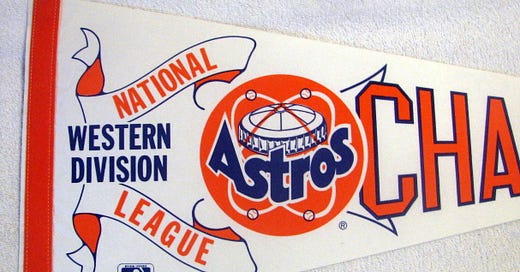 NATIONAL
WESTERN
DIVISION
LEAGUE
Astros
®
CHA